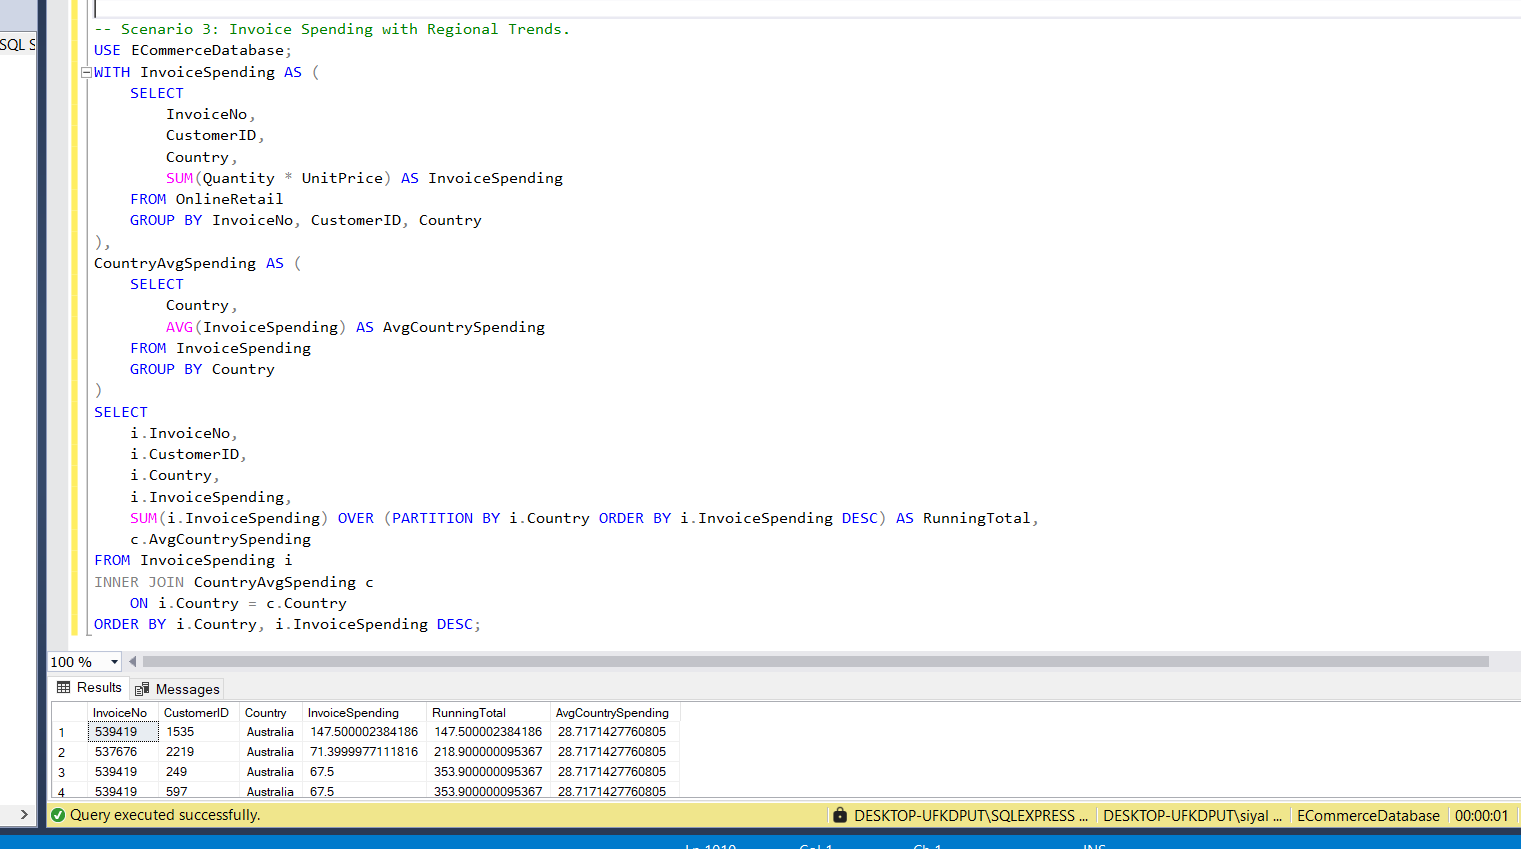 SQL S
-- Scenario 3: Invoice Spending with Regional Trends.
USE ECommerceDatabase;
WITH InvoiceSpending AS (
    SELECT
        InvoiceNo,
        CustomerID,
        Country,
        SUM(Quantity * UnitPrice) AS InvoiceSpending
    FROM OnlineRetail
    GROUP BY InvoiceNo, CustomerID, Country
),
CountryAvgSpending AS (
    SELECT
        Country,
        AVG(InvoiceSpending) AS AvgCountrySpending
    FROM InvoiceSpending
    GROUP BY Country
)
SELECT
    i.InvoiceNo,
    i.CustomerID,
    i.Country,
    i.InvoiceSpending,
    SUM(i.InvoiceSpending) OVER (PARTITION BY i.Country ORDER BY i.InvoiceSpending DESC) AS RunningTotal,
    c.AvgCountrySpending
FROM InvoiceSpending i
INNER JOIN CountryAvgSpending c
    ON i.Country = c.Country
ORDER BY i.Country, i.InvoiceSpending DESC;
100 %
Results Messages
InvoiceNo CustomerID Country InvoiceSpending RunningTotal AvgCountrySpending
1 539419 1535 Australia 147.500002384186 147.500002384186 28.7171427760805
2 537676 2219 Australia 71.3999977111816 218.900000095367 28.7171427760805
3 539419 249 Australia 67.5 353.900000095367 28.7171427760805
4 539419 597 Australia 67.5 353.900000095367 28.7171427760805
Query executed successfully. DESKTOP-UFKDPUT\SQLEXPRESS ... DESKTOP-UFKDPUT\siyal ... ECommerceDatabase 00:00:01
Ln 1010 Col 1 Ch 1 INS